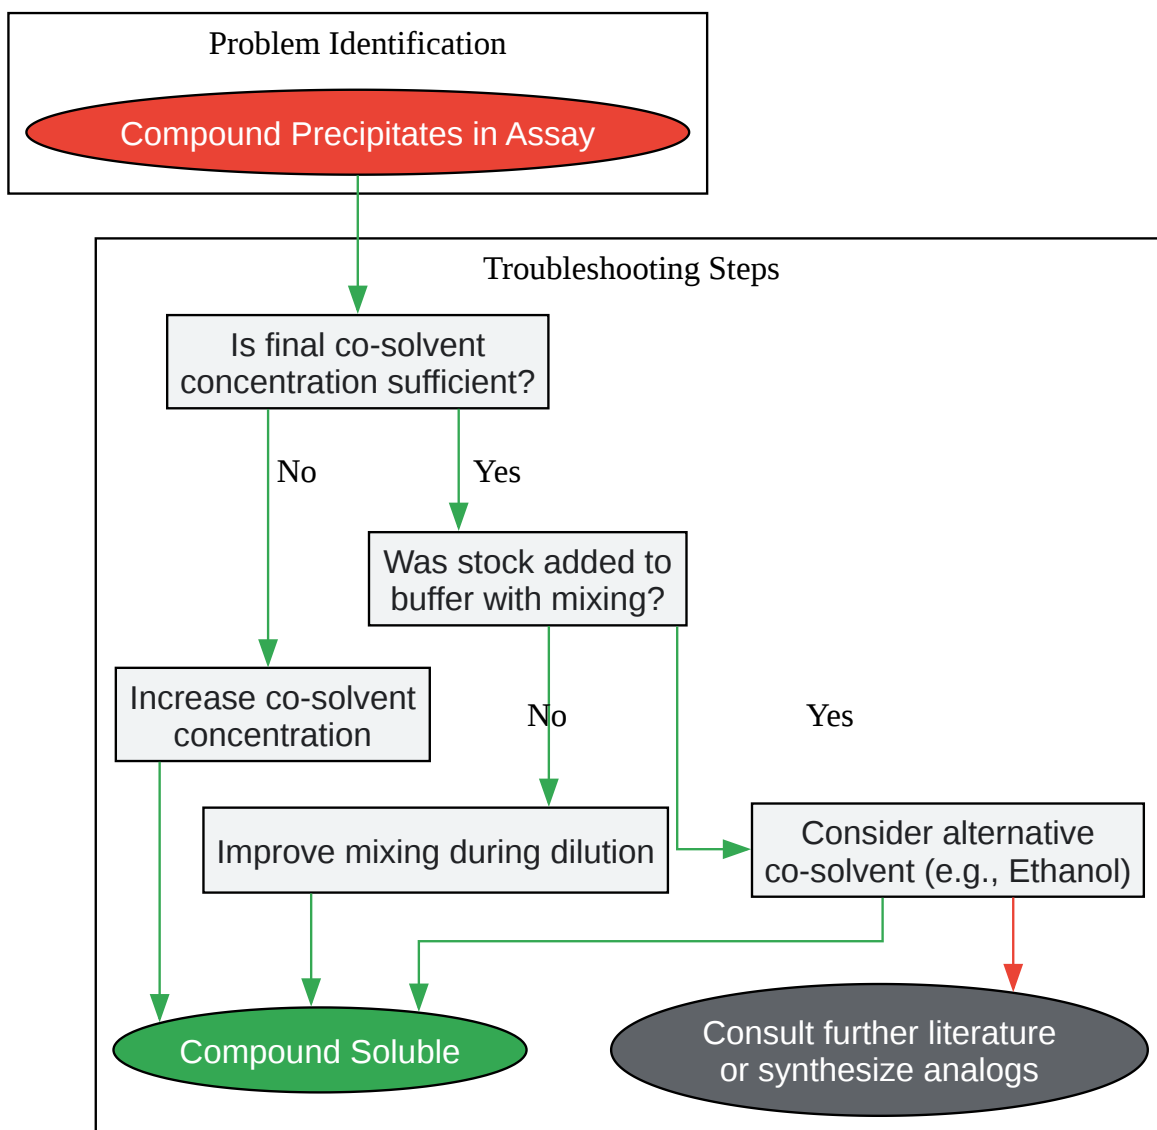 Problem Identification
Compound Precipitates in Assay
Troubleshooting Steps
Is final co-solvent
concentration sufficient?
No
Yes
Was stock added to
buffer with mixing?
Increase co-solvent
concentration
No
Yes
Improve mixing during dilution
Consider alternative
co-solvent (e.g., Ethanol)
Compound Soluble
Consult further literature
or synthesize analogs